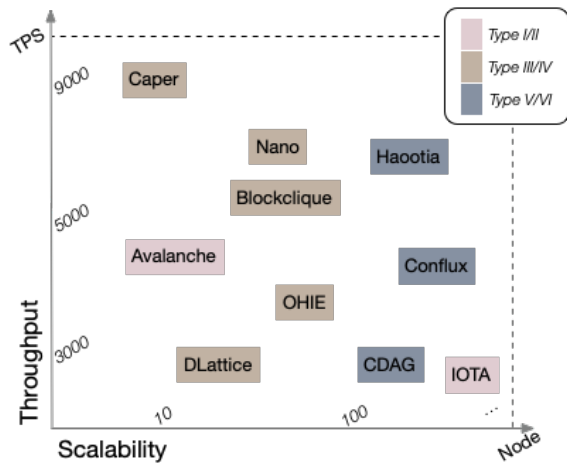 TPS
Type I/II
Type III/IV
Type V/VI
9000
Caper
Nano
Haootia
Blockclique
5000
Avalanche
Conflux
OHIE
3000
DLattice
CDAG
IOTA
Throughput
10
100
...
Scalability
Node